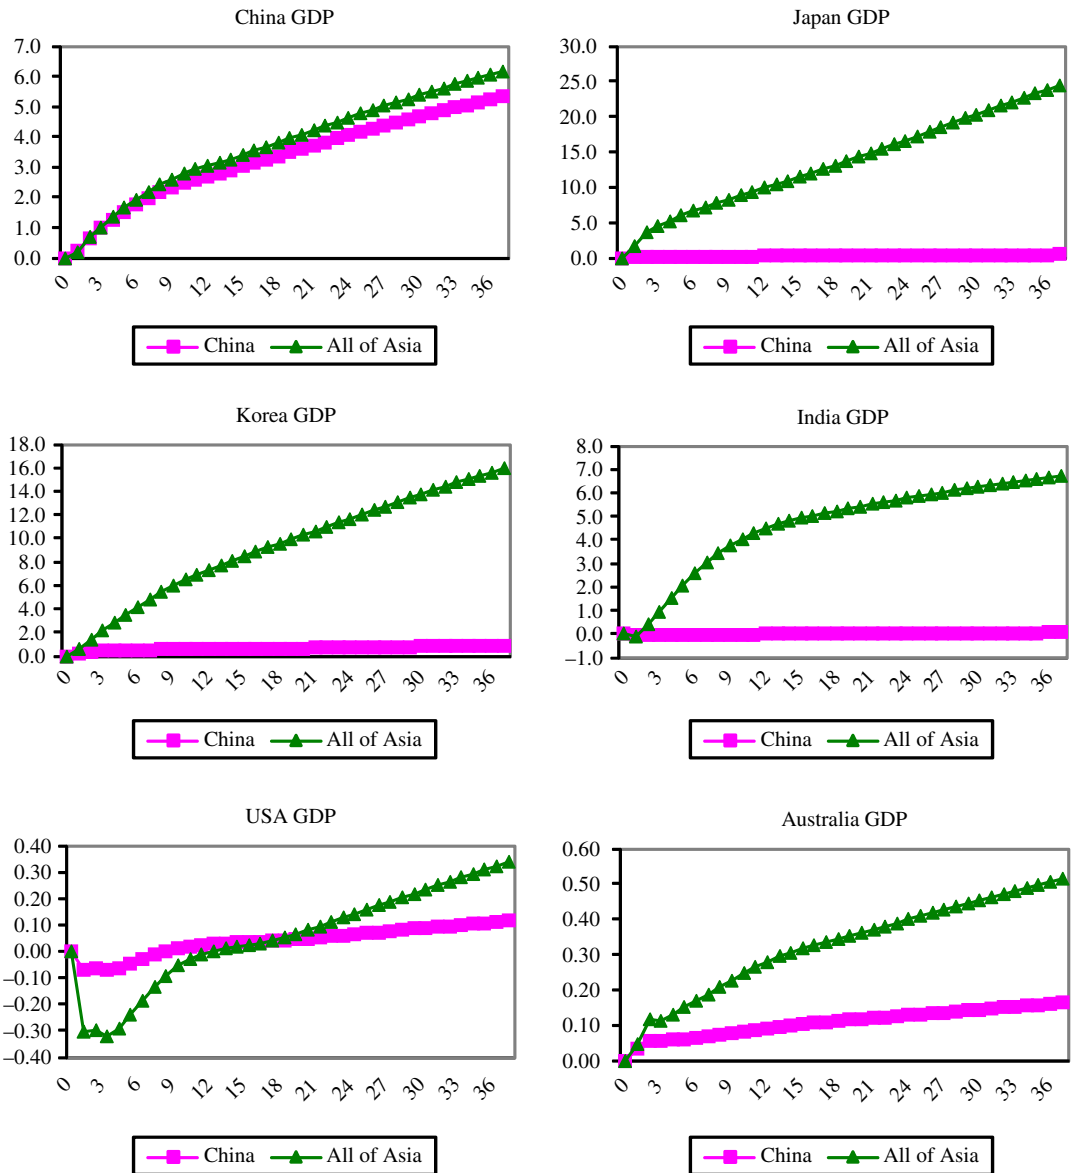 China GDP
7.0
6.0
5.0
4.0
3.0
2.0
1.0
0.0
0 3 6 9 12 15 18 21 24 27 30 33 36
China All of Asia
Japan GDP
30.0
25.0
20.0
15.0
10.0
5.0
0.0
0 3 6 9 12 15 18 21 24 27 30 33 36
China All of Asia
Korea GDP
18.0
16.0
14.0
12.0
10.0
8.0
6.0
4.0
2.0
0.0
0 3 6 9 12 15 18 21 24 27 30 33 36
China All of Asia
India GDP
8.0
7.0
6.0
5.0
4.0
3.0
2.0
1.0
0.0
–1.0
0 3 6 9 12 15 18 21 24 27 30 33 36
China All of Asia
USA GDP
0.40
0.30
0.20
0.10
0.00
–0.10
–0.20
–0.30
–0.40
0 3 6 9 12 15 18 21 24 27 30 33 36
China All of Asia
Australia GDP
0.60
0.50
0.40
0.30
0.20
0.10
0.00
0 3 6 9 12 15 18 21 24 27 30 33 36
China All of Asia